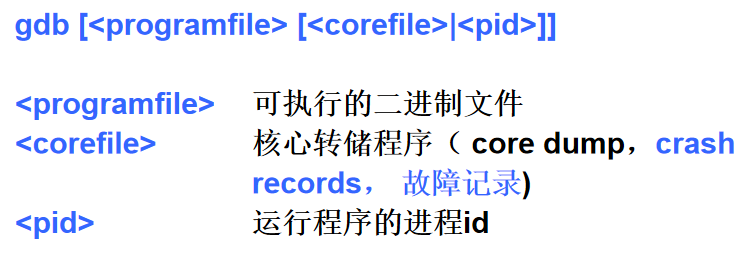 gdb [<programfile> [<corefile>|<pid>]]
<programfile> 可执行的二进制文件
<corefile> 核心转储程序（ core dump，crash
records， 故障记录)
<pid> 运行程序的进程id